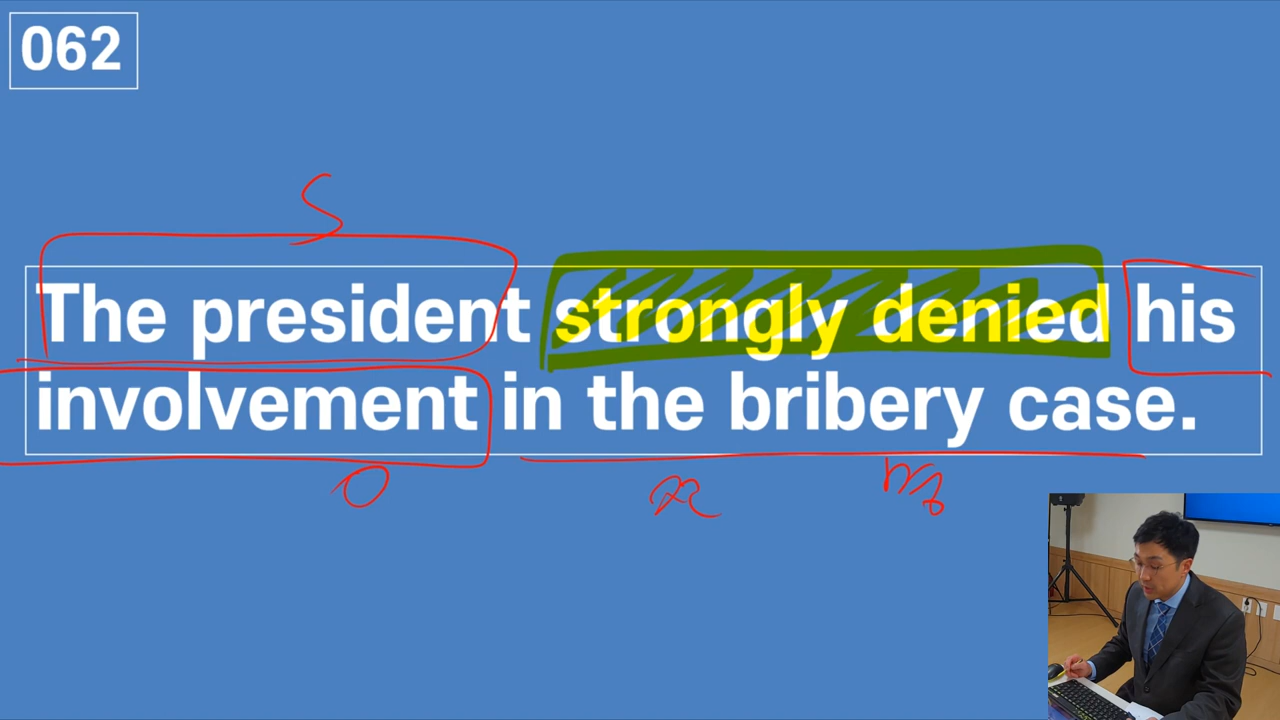 062
S
The president strongly denied his
involvement in the bribery case.
O